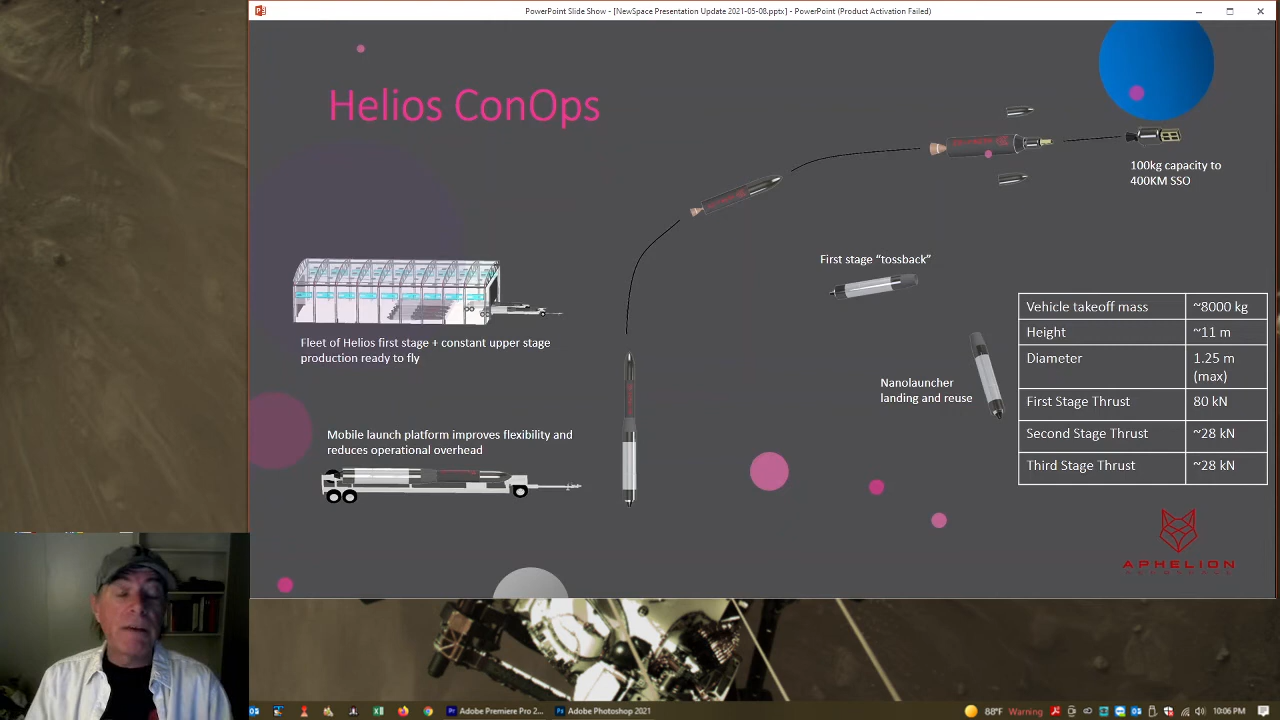 PowerPoint Slide Show - [NewSpace Presentation Update 2021-05-08.pptx] - PowerPoint (Product Activation Failed)
Helios ConOps
100kg capacity to
400KM SSO
First stage “tossback”
Fleet of Helios first stage + constant upper stage
production ready to fly
Nanolauncher
landing and reuse
Mobile launch platform improves flexibility and
reduces operational overhead
Vehicle takeoff mass ~8000 kg
Height ~11 m
Diameter 1.25 m
(max)
First Stage Thrust 80 kN
Second Stage Thrust ~28 kN
Third Stage Thrust ~28 kN
APHELION
Adobe Premiere Pro 2... Adobe Photoshop 2021 88°F Warning 10:06 PM